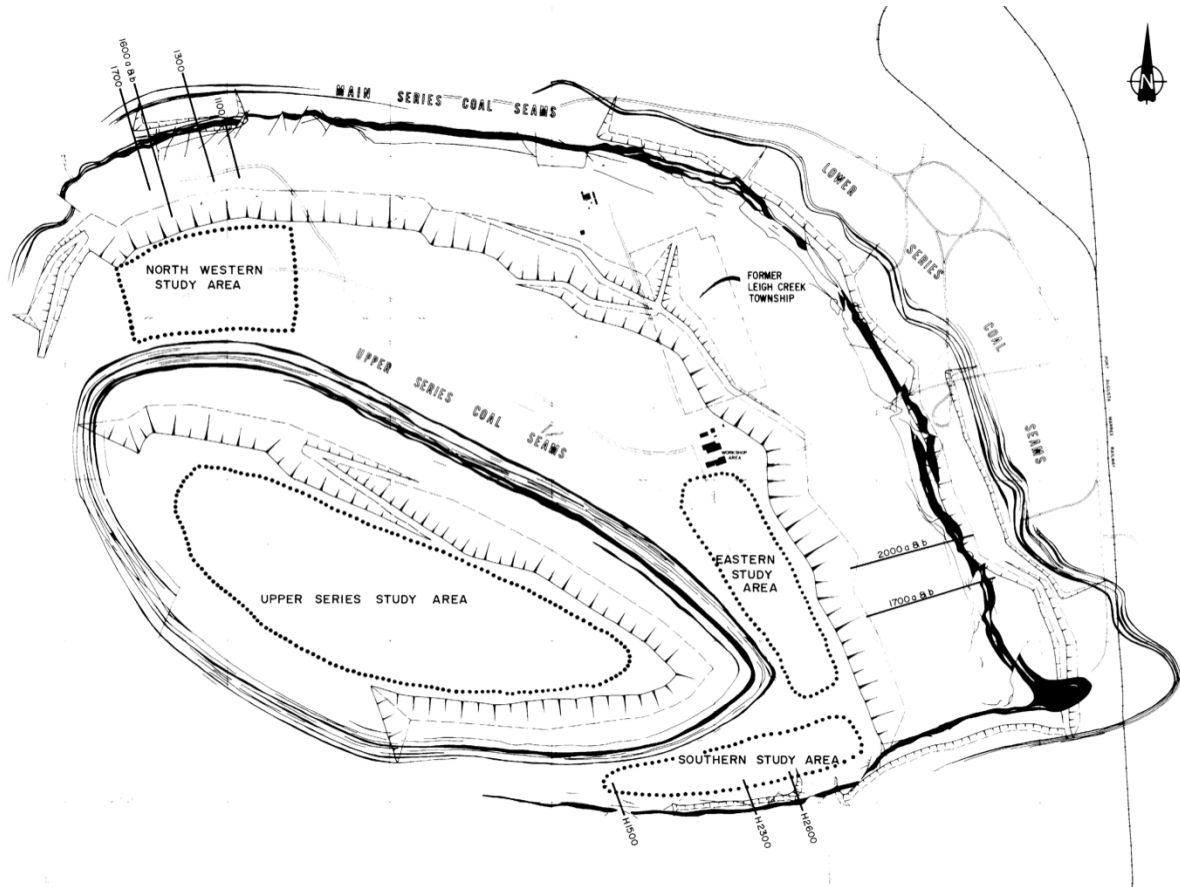 1600 a & b
1700
1300
1100
MAIN SERIES COAL SEAMS
N
LOWER
SERIES
COAL
SEAMS
NORTH WESTERN
STUDY AREA
FORMER
LEIGH CREEK
TOWNSHIP
UPPER SERIES COAL SEAMS
WORKSHOP
AREA
EASTERN
STUDY
AREA
2000 a & b
1700 a & b
UPPER SERIES STUDY AREA
SOUTHERN STUDY AREA
H1500
H2300
H2600